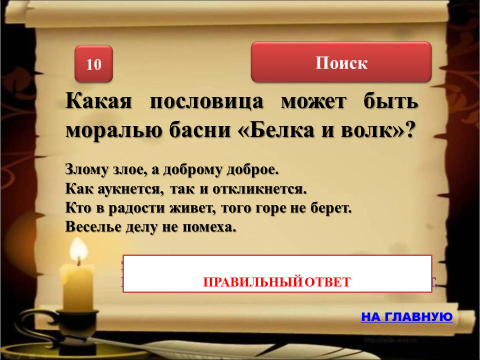 10
Поиск
Какая пословица может быть
моралью басни «Белка и волк»?
Злому злое, а доброму доброе.
Как аукнется, так и откликнется.
Кто в радости живет, того горе не берет.
Веселье делу не помеха.
ПРАВИЛЬНЫЙ ОТВЕТ
НА ГЛАВНУЮ